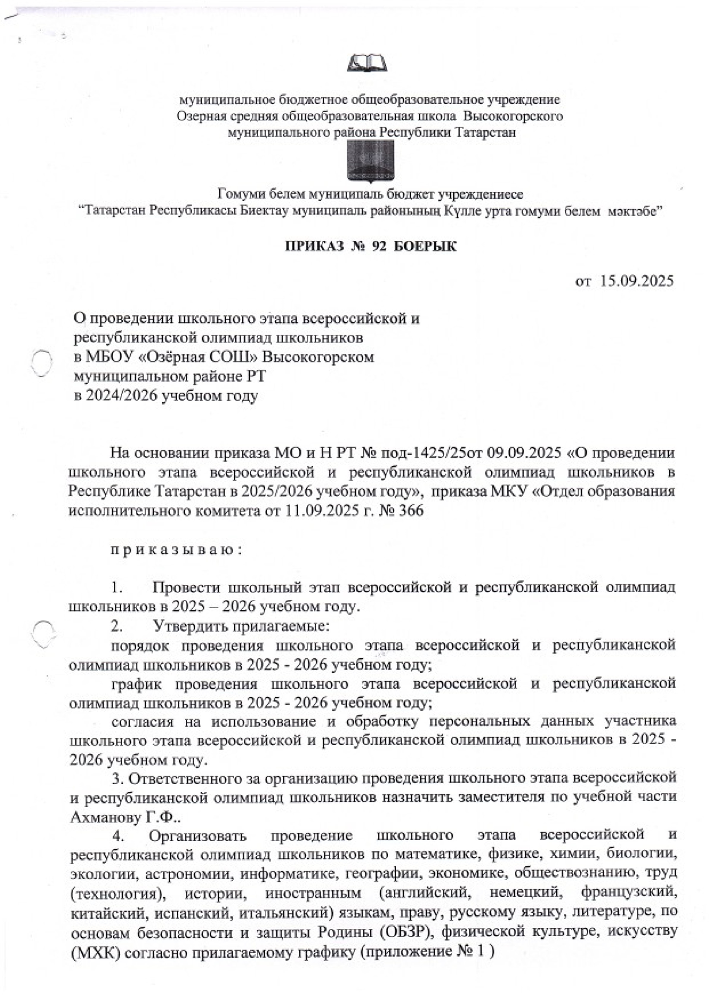 муниципальное бюджетное общеобразовательное учреждение
Озерная средняя общеобразовательная школа Высокогорского
муниципального района Республики Татарстан
Гомуми белем муниципаль бюджет учреждениесе
“Татарстан Республикасы Биектау муниципаль районының Күлле урта гомуми белем мәктәбе”
ПРИКАЗ № 92 БОЕРЫК
от 15.09.2025
О проведении школьного этапа всероссийской и
республиканской олимпиад школьников
в МБОУ «Озёрная СОШ» Высокогорском
муниципальном районе РТ
в 2024/2026 учебном году
На основании приказа МО и Н РТ № под-1425/25от 09.09.2025 «О проведении
школьного этапа всероссийской и республиканской олимпиад школьников в
Республике Татарстан в 2025/2026 учебном году», приказа МКУ «Отдел образования
исполнительного комитета от 11.09.2025 г. № 366
п р и к а з ы в а ю :
1. Провести школьный этап всероссийской и республиканской олимпиад
школьников в 2025 – 2026 учебном году.
2. Утвердить прилагаемые:
порядок проведения школьного этапа всероссийской и республиканской
олимпиад школьников в 2025 - 2026 учебном году;
график проведения школьного этапа всероссийской и республиканской
олимпиад школьников в 2025 - 2026 учебном году;
согласия на использование и обработку персональных данных участника
школьного этапа всероссийской и республиканской олимпиад школьников в 2025 -
2026 учебном году.
3. Ответственного за организацию проведения школьного этапа всероссийской
и республиканской олимпиад школьников назначить заместителя по учебной части
Ахманову Г.Ф..
4. Организовать проведение школьного этапа всероссийской и
республиканской олимпиад школьников по математике, физике, химии, биологии,
экологии, астрономии, информатике, географии, экономике, обществознанию, труд
(технология), истории, иностранным (английский, немецкий, французский,
китайский, испанский, итальянский) языкам, праву, русскому языку, литературе, по
основам безопасности и защиты Родины (ОБЗР), физической культуре, искусству
(МХК) согласно прилагаемому графику (приложение № 1 )